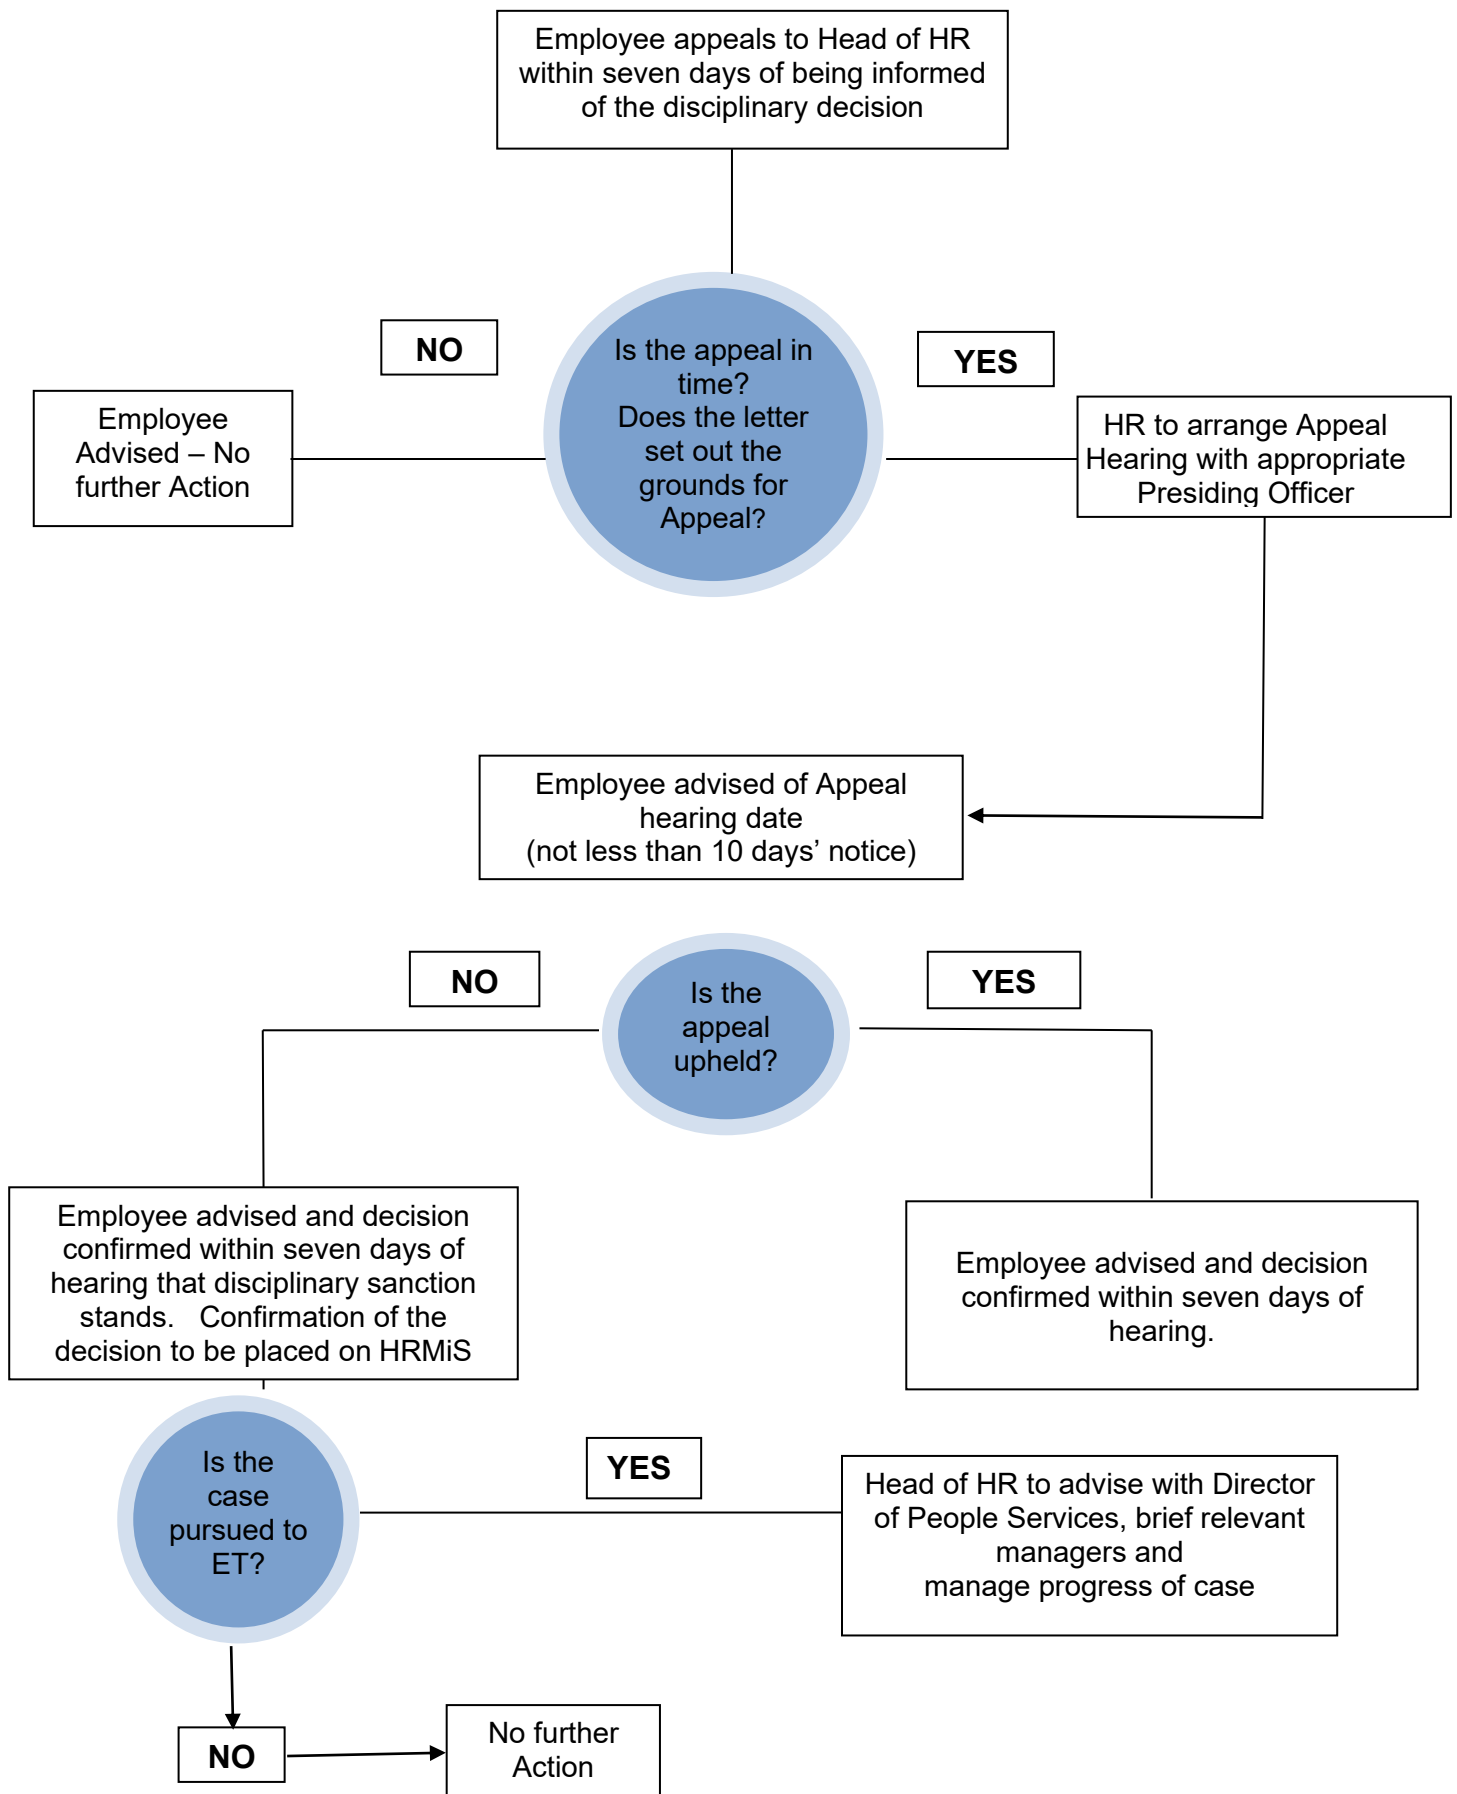 Employee appeals to Head of HR
within seven days of being informed
of the disciplinary decision
NO
Is the appeal in
time?
Does the letter
set out the
grounds for
Appeal?
YES
Employee
Advised – No
further Action
HR to arrange Appeal
Hearing with appropriate
Presiding Officer
Employee advised of Appeal
hearing date
(not less than 10 days’ notice)
NO
Is the
appeal
upheld?
YES
Employee advised and decision
confirmed within seven days of
hearing that disciplinary sanction
stands.   Confirmation of the
decision to be placed on HRMiS
Employee advised and decision
confirmed within seven days of
hearing.
Is the
case
pursued to
ET?
YES
Head of HR to advise with Director
of People Services, brief relevant
managers and
manage progress of case
NO
No further
Action